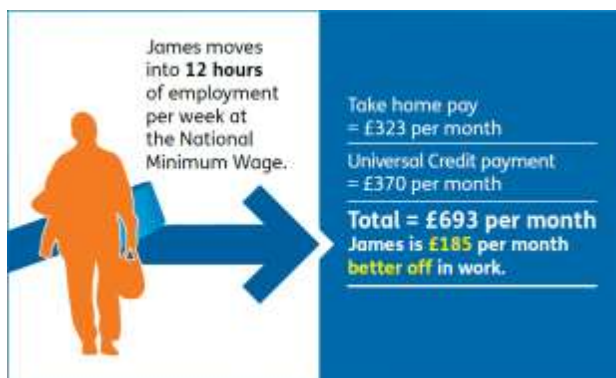 James moves
into 12 hours
of employment
per week at
the National
Minimum Wage.
Take home pay
= £323 per month
Universal Credit payment
= £370 per month
Total = £693 per month
James is £185 per month
better off in work.